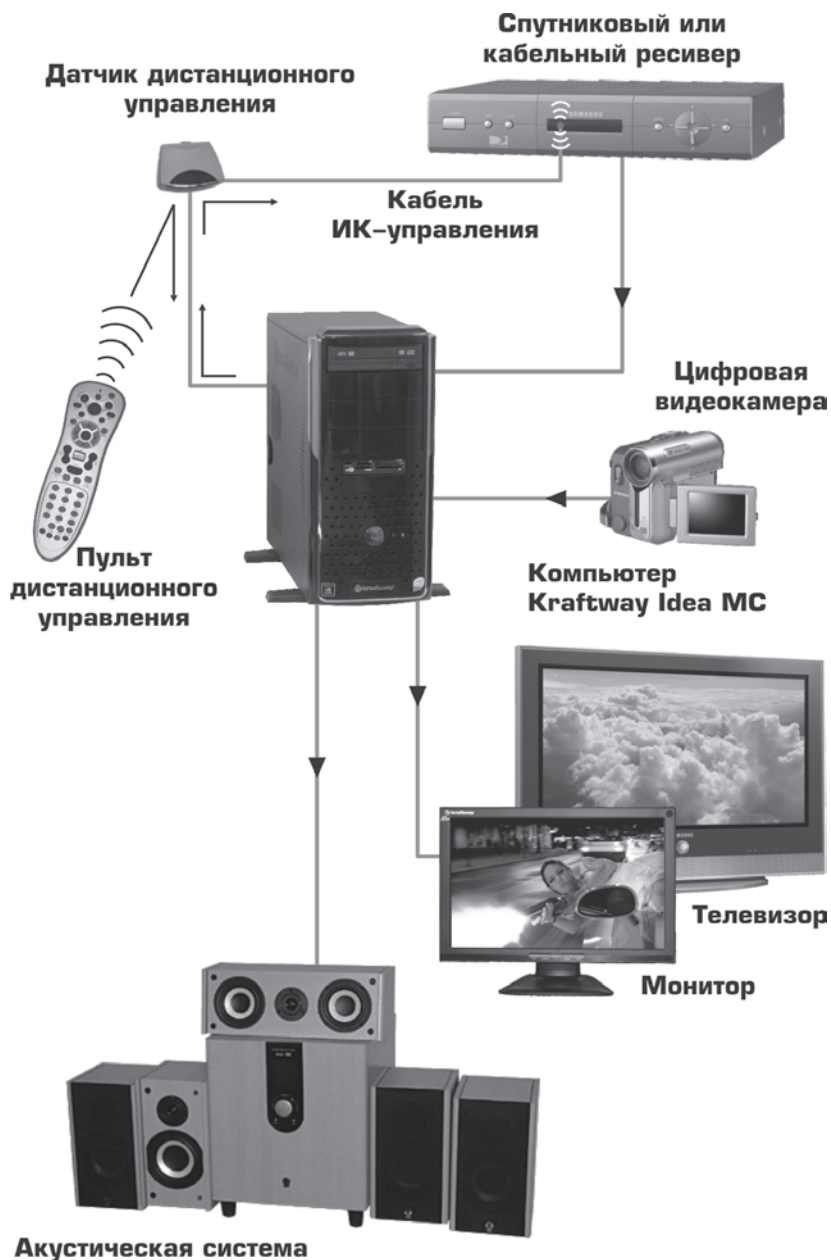 Спутниковый или
кабельный ресивер
Датчик дистанционного
управления
SAMSUNG
Кабель
ИК-управления
Цифровая
видеокамера
Пульт
дистанционного
управления
Компьютер
Kraftway Idea MC
Телевизор
Монитор
Акустическая система